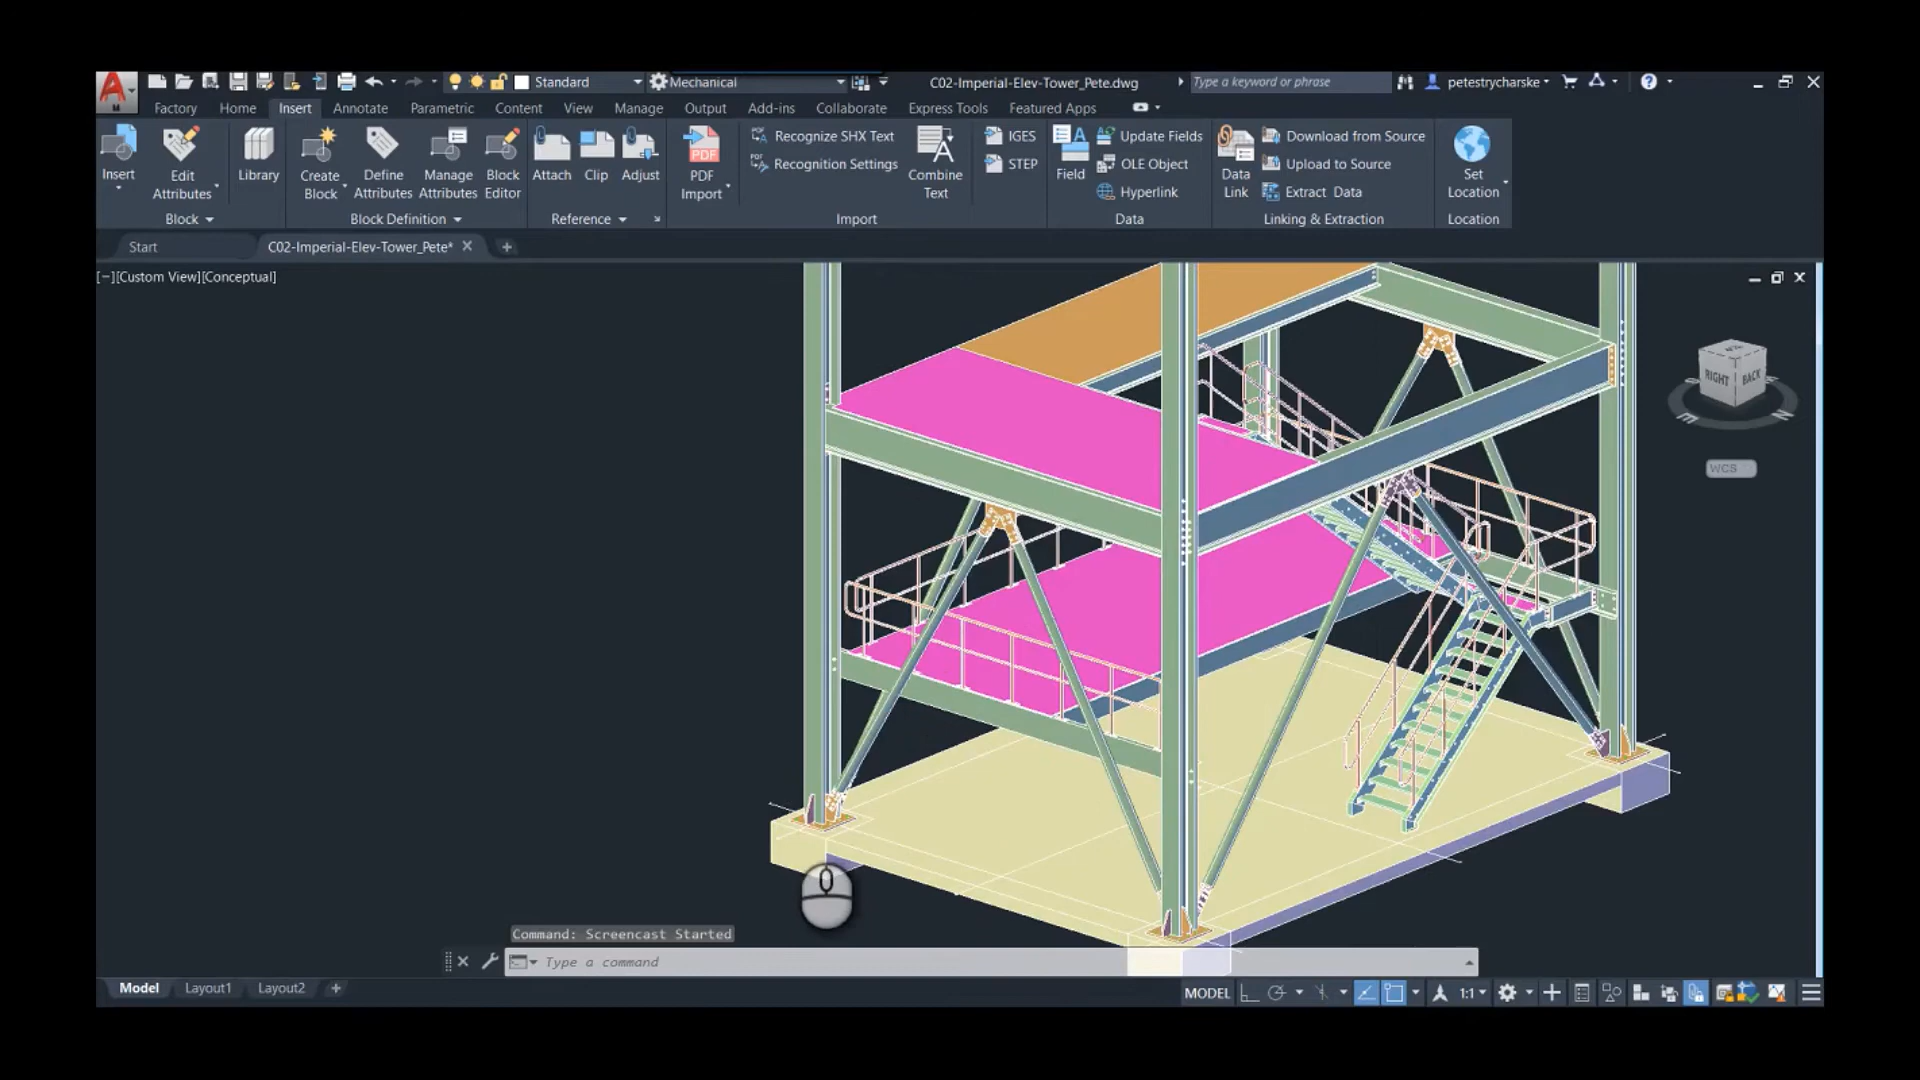 Standard Mechanical C02-Imperial-Elev-Tower_Pete.dwg Type a keyword or phrase petestrycharske
Factory Home Insert Annotate Parametric Content View Manage Output Add-ins Collaborate Express Tools Featured Apps
Insert
Edit Attributes
Library
Create Block
Define Attributes
Manage Attributes
Block Editor
Attach
Clip
Adjust
PDF
PDF Import
Recognize SHX Text
Recognition Settings
Combine Text
IGES
STEP
Field
Update Fields
OLE Object
Hyperlink
Data Link
Download from Source
Upload to Source
Extract Data
Set Location
Block Block Definition Reference Import Data Linking & Extraction Location
Start C02-Imperial-Elev-Tower_Pete*
[−][Custom View][Conceptual]
RIGHT BACK
E N
WCS
Command: Screencast Started
Type a command
Model Layout1 Layout2 MODEL 1:1